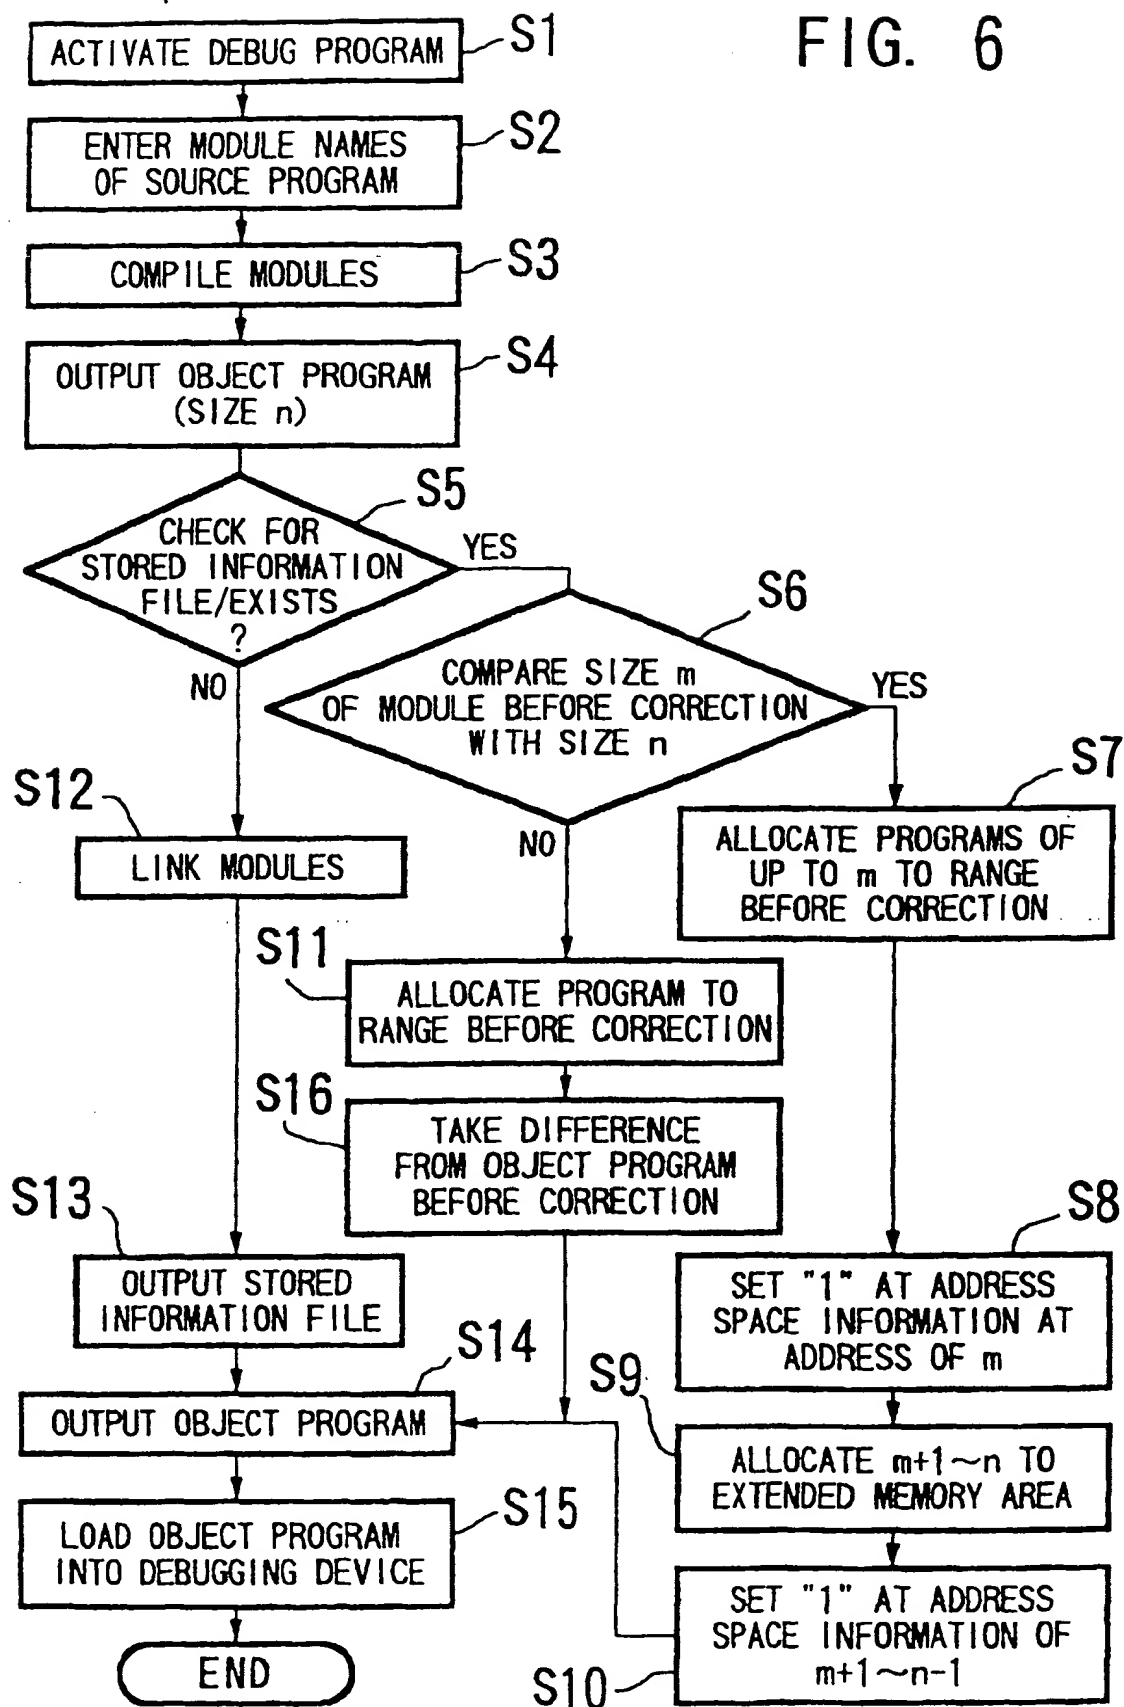 FIG. 6
ACTIVATE DEBUG PROGRAM
S1
ENTER MODULE NAMES
OF SOURCE PROGRAM
S2
COMPILE MODULES
S3
OUTPUT OBJECT PROGRAM
(SIZE n)
S4
CHECK FOR
STORED INFORMATION
FILE/EXISTS
?
S5
YES
NO
COMPARE SIZE m
OF MODULE BEFORE CORRECTION
WITH SIZE n
S6
YES
NO
S7
ALLOCATE PROGRAMS OF
UP TO m TO RANGE
BEFORE CORRECTION
S12
LINK MODULES
S11
ALLOCATE PROGRAM TO
RANGE BEFORE CORRECTION
S16
TAKE DIFFERENCE
FROM OBJECT PROGRAM
BEFORE CORRECTION
S13
OUTPUT STORED
INFORMATION FILE
S8
SET "1" AT ADDRESS
SPACE INFORMATION AT
ADDRESS OF m
S14
OUTPUT OBJECT PROGRAM
S9
ALLOCATE m+1~n TO
EXTENDED MEMORY AREA
S15
LOAD OBJECT PROGRAM
INTO DEBUGGING DEVICE
SET "1" AT ADDRESS
SPACE INFORMATION OF
m+1~n-1
S10
END